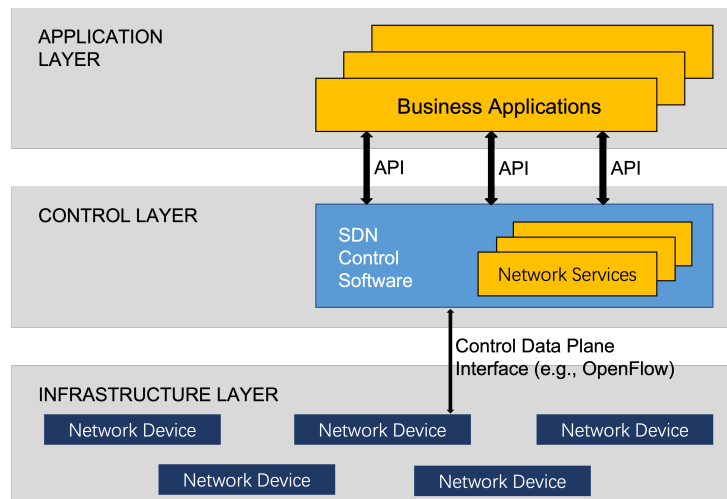 APPLICATION
LAYER
Business Applications
API
API
API
CONTROL LAYER
SDN
Control
Software
Network Services
Control Data Plane
Interface (e.g., OpenFlow)
INFRASTRUCTURE LAYER
Network Device
Network Device
Network Device
Network Device
Network Device